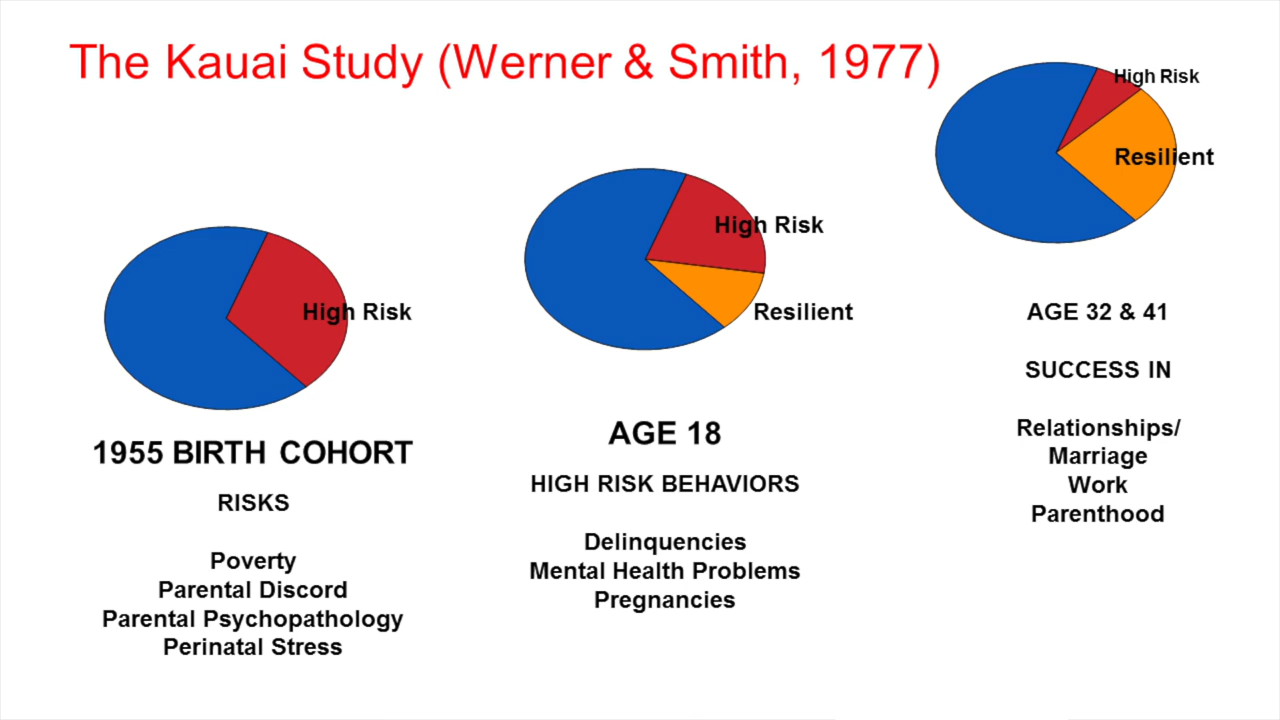 The Kauai Study (Werner & Smith, 1977)
High Risk
1955 BIRTH COHORT
RISKS
Poverty
Parental Discord
Parental Psychopathology
Perinatal Stress
High Risk
Resilient
AGE 18
HIGH RISK BEHAVIORS
Delinquencies
Mental Health Problems
Pregnancies
High Risk
Resilient
AGE 32 & 41
SUCCESS IN
Relationships/
Marriage
Work
Parenthood